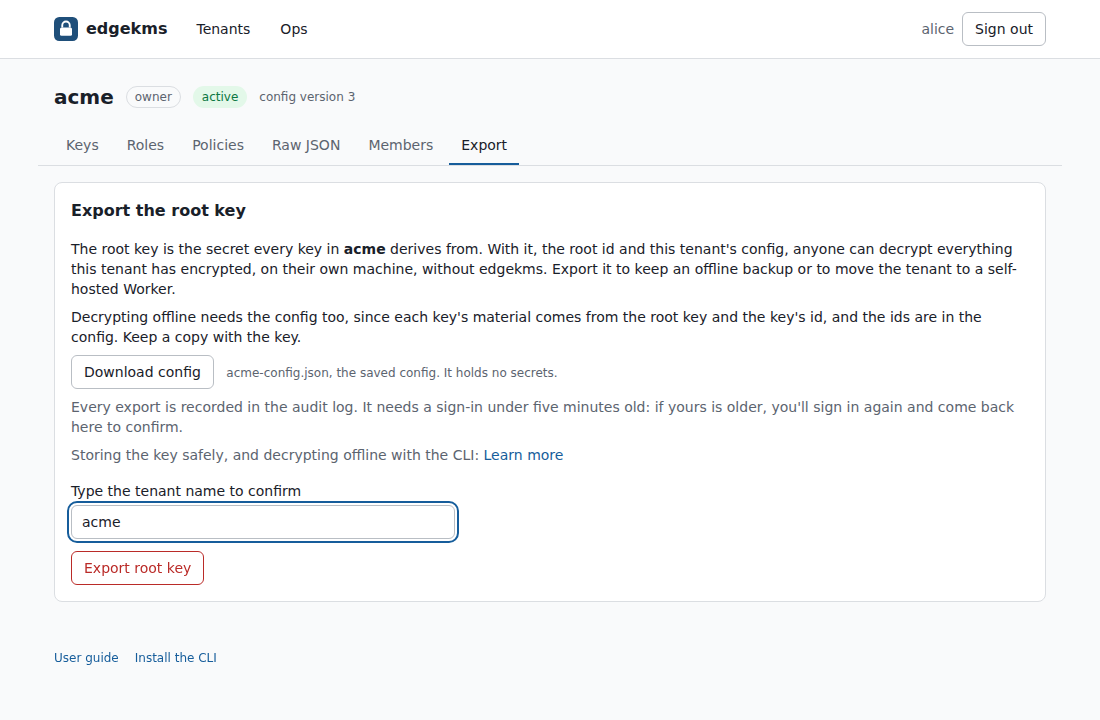 edgekms Tenants Ops alice Sign out
acme owner active config version 3
Keys Roles Policies Raw JSON Members Export
Export the root key
The root key is the secret every key in acme derives from. With it, the root id and this tenant's config, anyone can decrypt everything
this tenant has encrypted, on their own machine, without edgekms. Export it to keep an offline backup or to move the tenant to a self-
hosted Worker.
Decrypting offline needs the config too, since each key's material comes from the root key and the key's id, and the ids are in the
config. Keep a copy with the key.
Download config acme-config.json, the saved config. It holds no secrets.
Every export is recorded in the audit log. It needs a sign-in under five minutes old: if yours is older, you'll sign in again and come back
here to confirm.
Storing the key safely, and decrypting offline with the CLI: Learn more
Type the tenant name to confirm
acme
Export root key
User guide Install the CLI